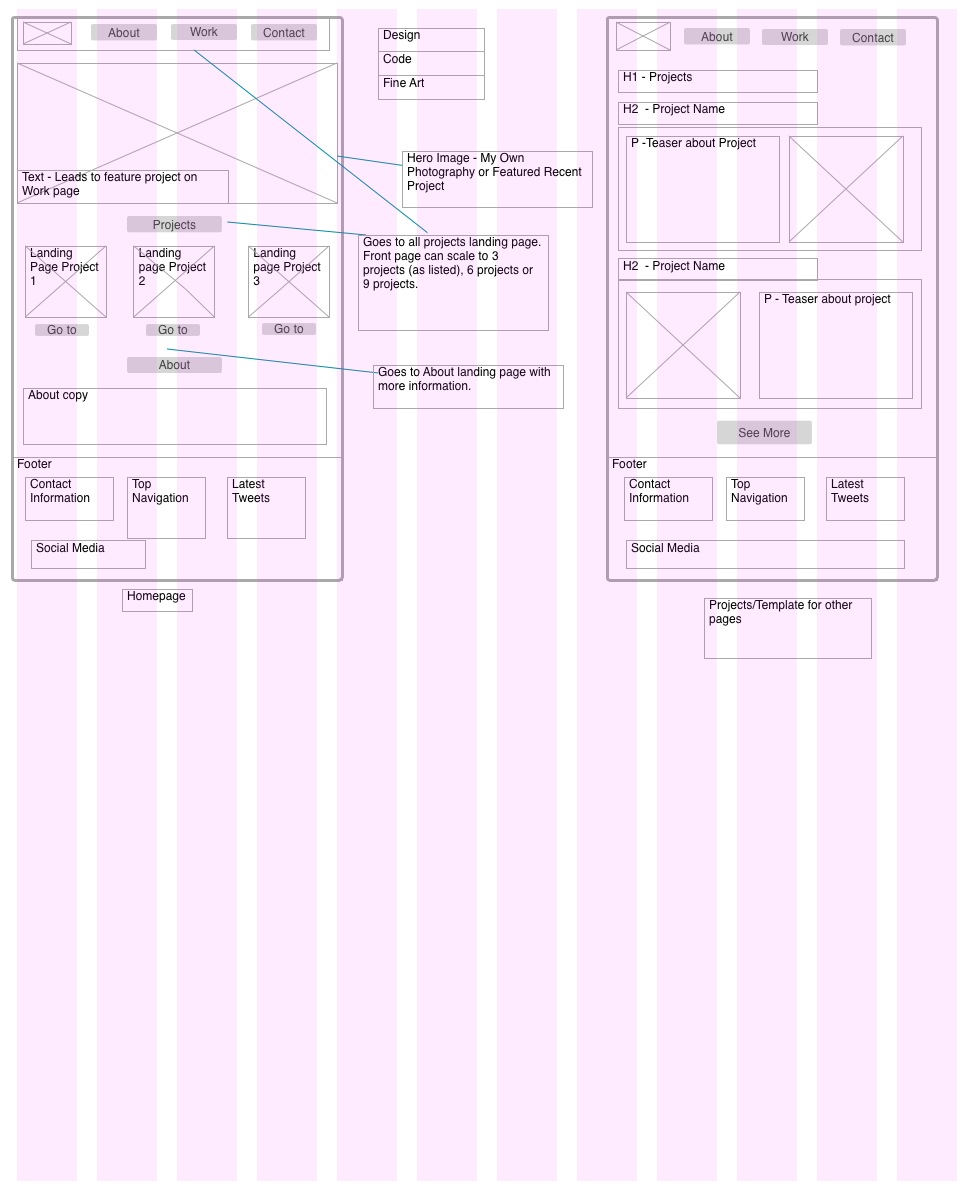 About
Work
Contact
Text - Leads to feature project on
Work page
Projects
Landing
Page Project
1
Landing
page Project
2
Landing
page Project
3
Go to
Go to
Go to
About
About copy
Footer
Contact
Information
Top
Navigation
Latest
Tweets
Social Media
Homepage
Design
Code
Fine Art
Hero Image - My Own
Photography or Featured Recent
Project
Goes to all projects landing page.
Front page can scale to 3
projects (as listed), 6 projects or
9 projects.
Goes to About landing page with
more information.
About
Work
Contact
H1 - Projects
H2  - Project Name
P -Teaser about Project
H2  - Project Name
P - Teaser about project
See More
Footer
Contact
Information
Top
Navigation
Latest
Tweets
Social Media
Projects/Template for other
pages